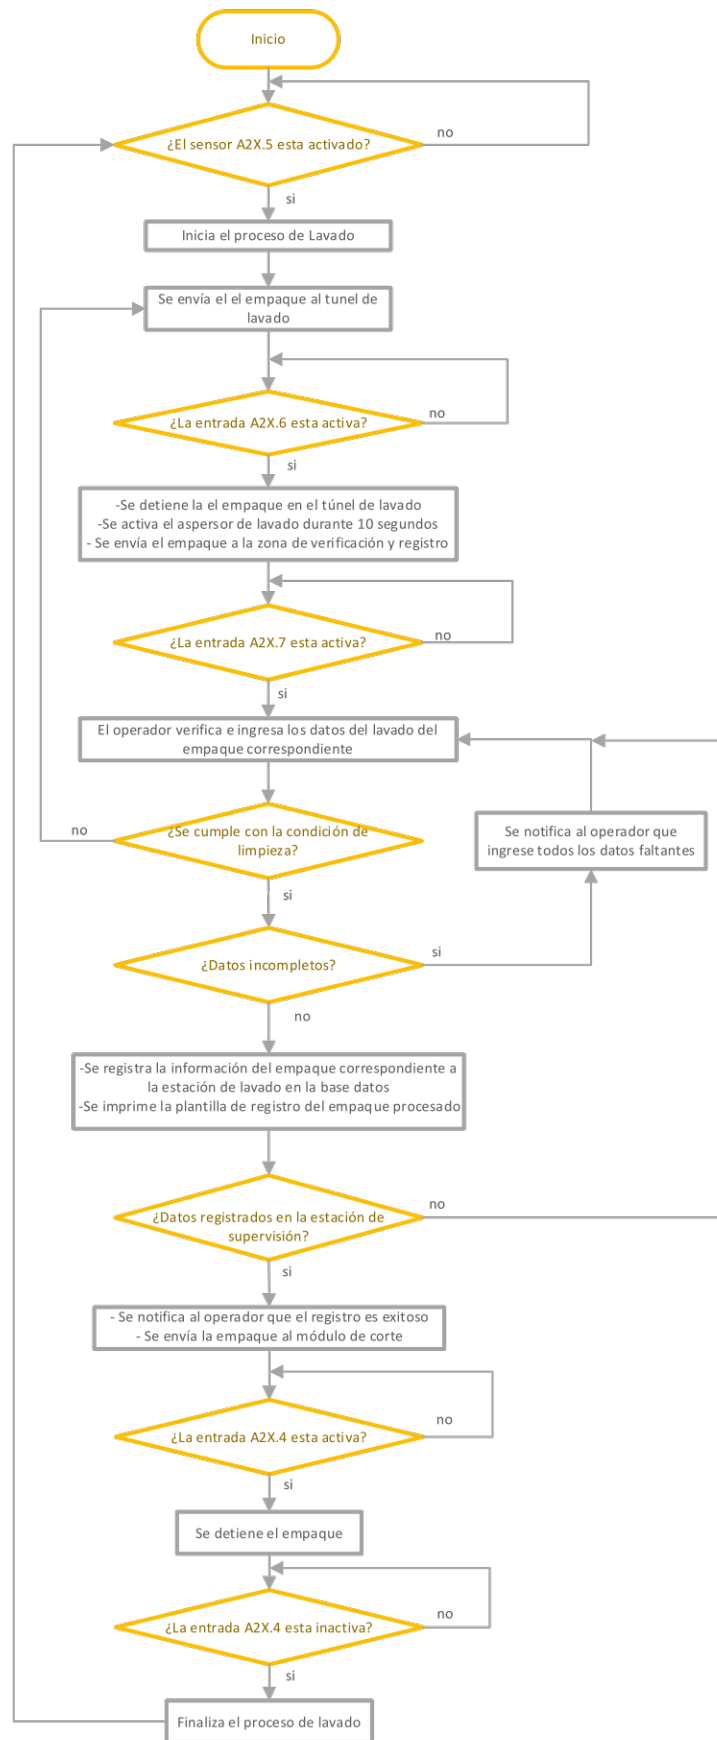 Inicio
¿El sensor A2X.5 esta activado?
no
si
Inicia el proceso de Lavado
Se envía el el empaque al tunel de
lavado
¿La entrada A2X.6 esta activa?
no
si
-Se detiene la el empaque en el túnel de lavado
-Se activa el aspersor de lavado durante 10 segundos
- Se envía el empaque a la zona de verificación y registro
¿La entrada A2X.7 esta activa?
no
si
El operador verifica e ingresa los datos del lavado del
empaque correspondiente
¿Se cumple con la condición de
limpieza?
no
si
Se notifica al operador que
ingrese todos los datos faltantes
¿Datos incompletos?
si
no
-Se registra la información del empaque correspondiente a
la estación de lavado en la base datos
-Se imprime la plantilla de registro del empaque procesado
¿Datos registrados en la estación de
supervisión?
no
si
- Se notifica al operador que el registro es exitoso
- Se envía la empaque al módulo de corte
¿La entrada A2X.4 esta activa?
no
si
Se detiene el empaque
¿La entrada A2X.4 esta inactiva?
no
si
Finaliza el proceso de lavado